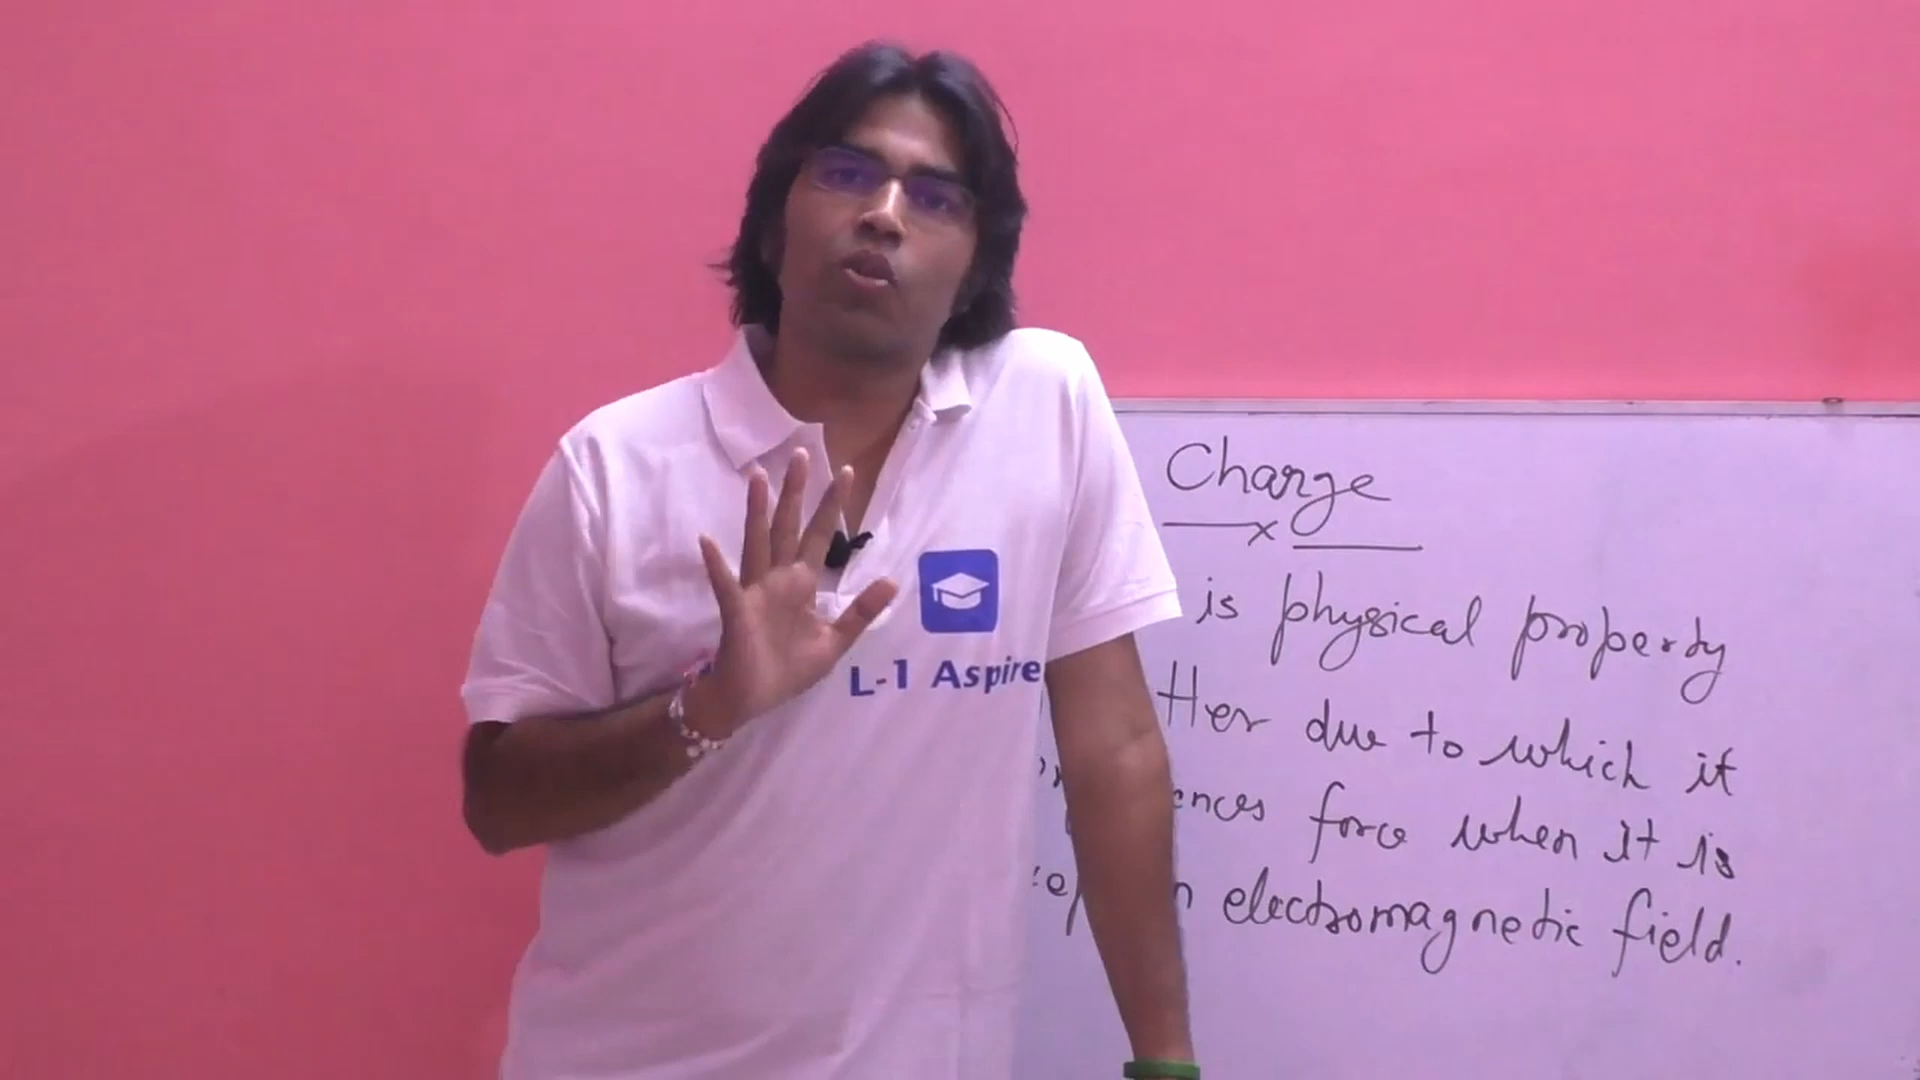 Charge
is physical property
tter due to which it
ences force when it is
n electromagnetic field.
L-1 Aspire